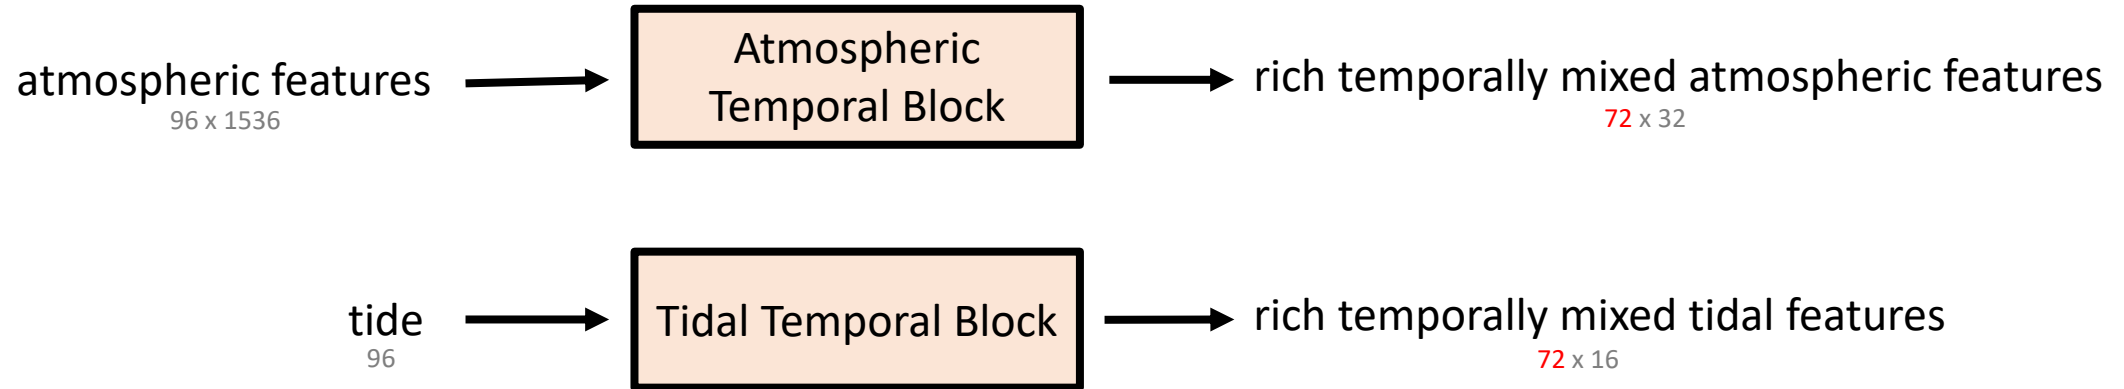 atmospheric features
96 x 1536
Atmospheric
Temporal Block
rich temporally mixed atmospheric features
72 x 32
tide
96
Tidal Temporal Block
rich temporally mixed tidal features
72 x 16